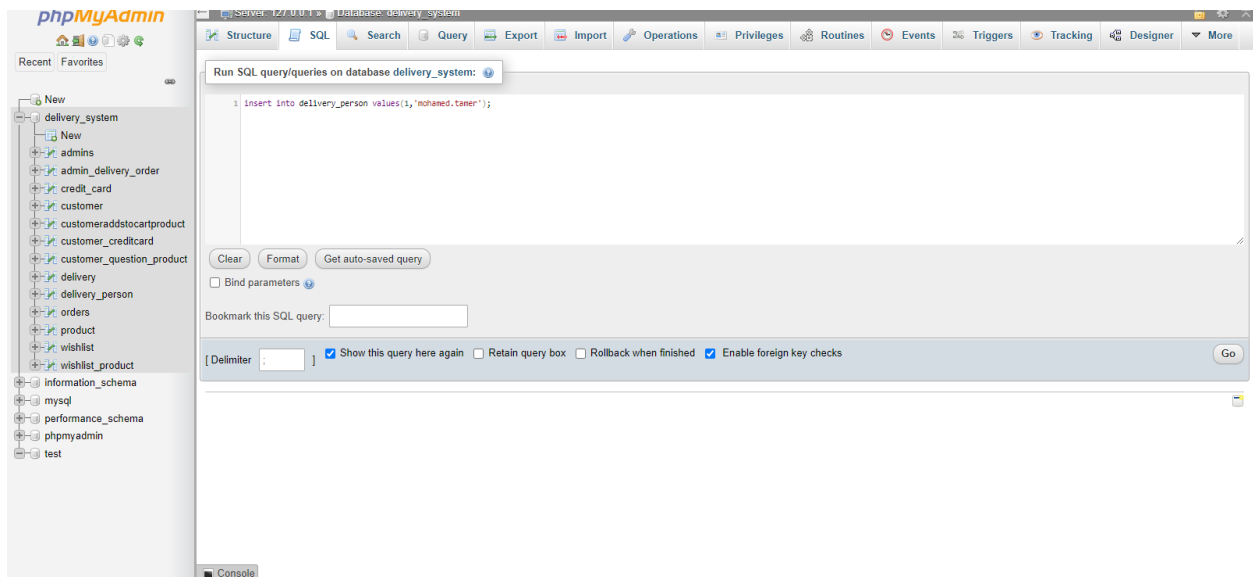 phpMyAdmin
Recent Favorites
New
delivery_system
New
admins
admin_delivery_order
credit_card
customer
customeraddstocartproduct
customer_creditcard
customer_question_product
delivery
delivery_person
orders
product
wishlist
wishlist_product
information_schema
mysql
performance_schema
phpmyadmin
test
Server: 127.0.0.1 » Database: delivery_system
Structure SQL Search Query Export Import Operations Privileges Routines Events Triggers Tracking Designer More
Run SQL query/queries on database delivery_system:
1 insert into delivery_person values(1,'mohamed.tamer');
Clear Format Get auto-saved query
Bind parameters
Bookmark this SQL query:
[ Delimiter ; ] Show this query here again Retain query box Rollback when finished Enable foreign key checks Go
Console